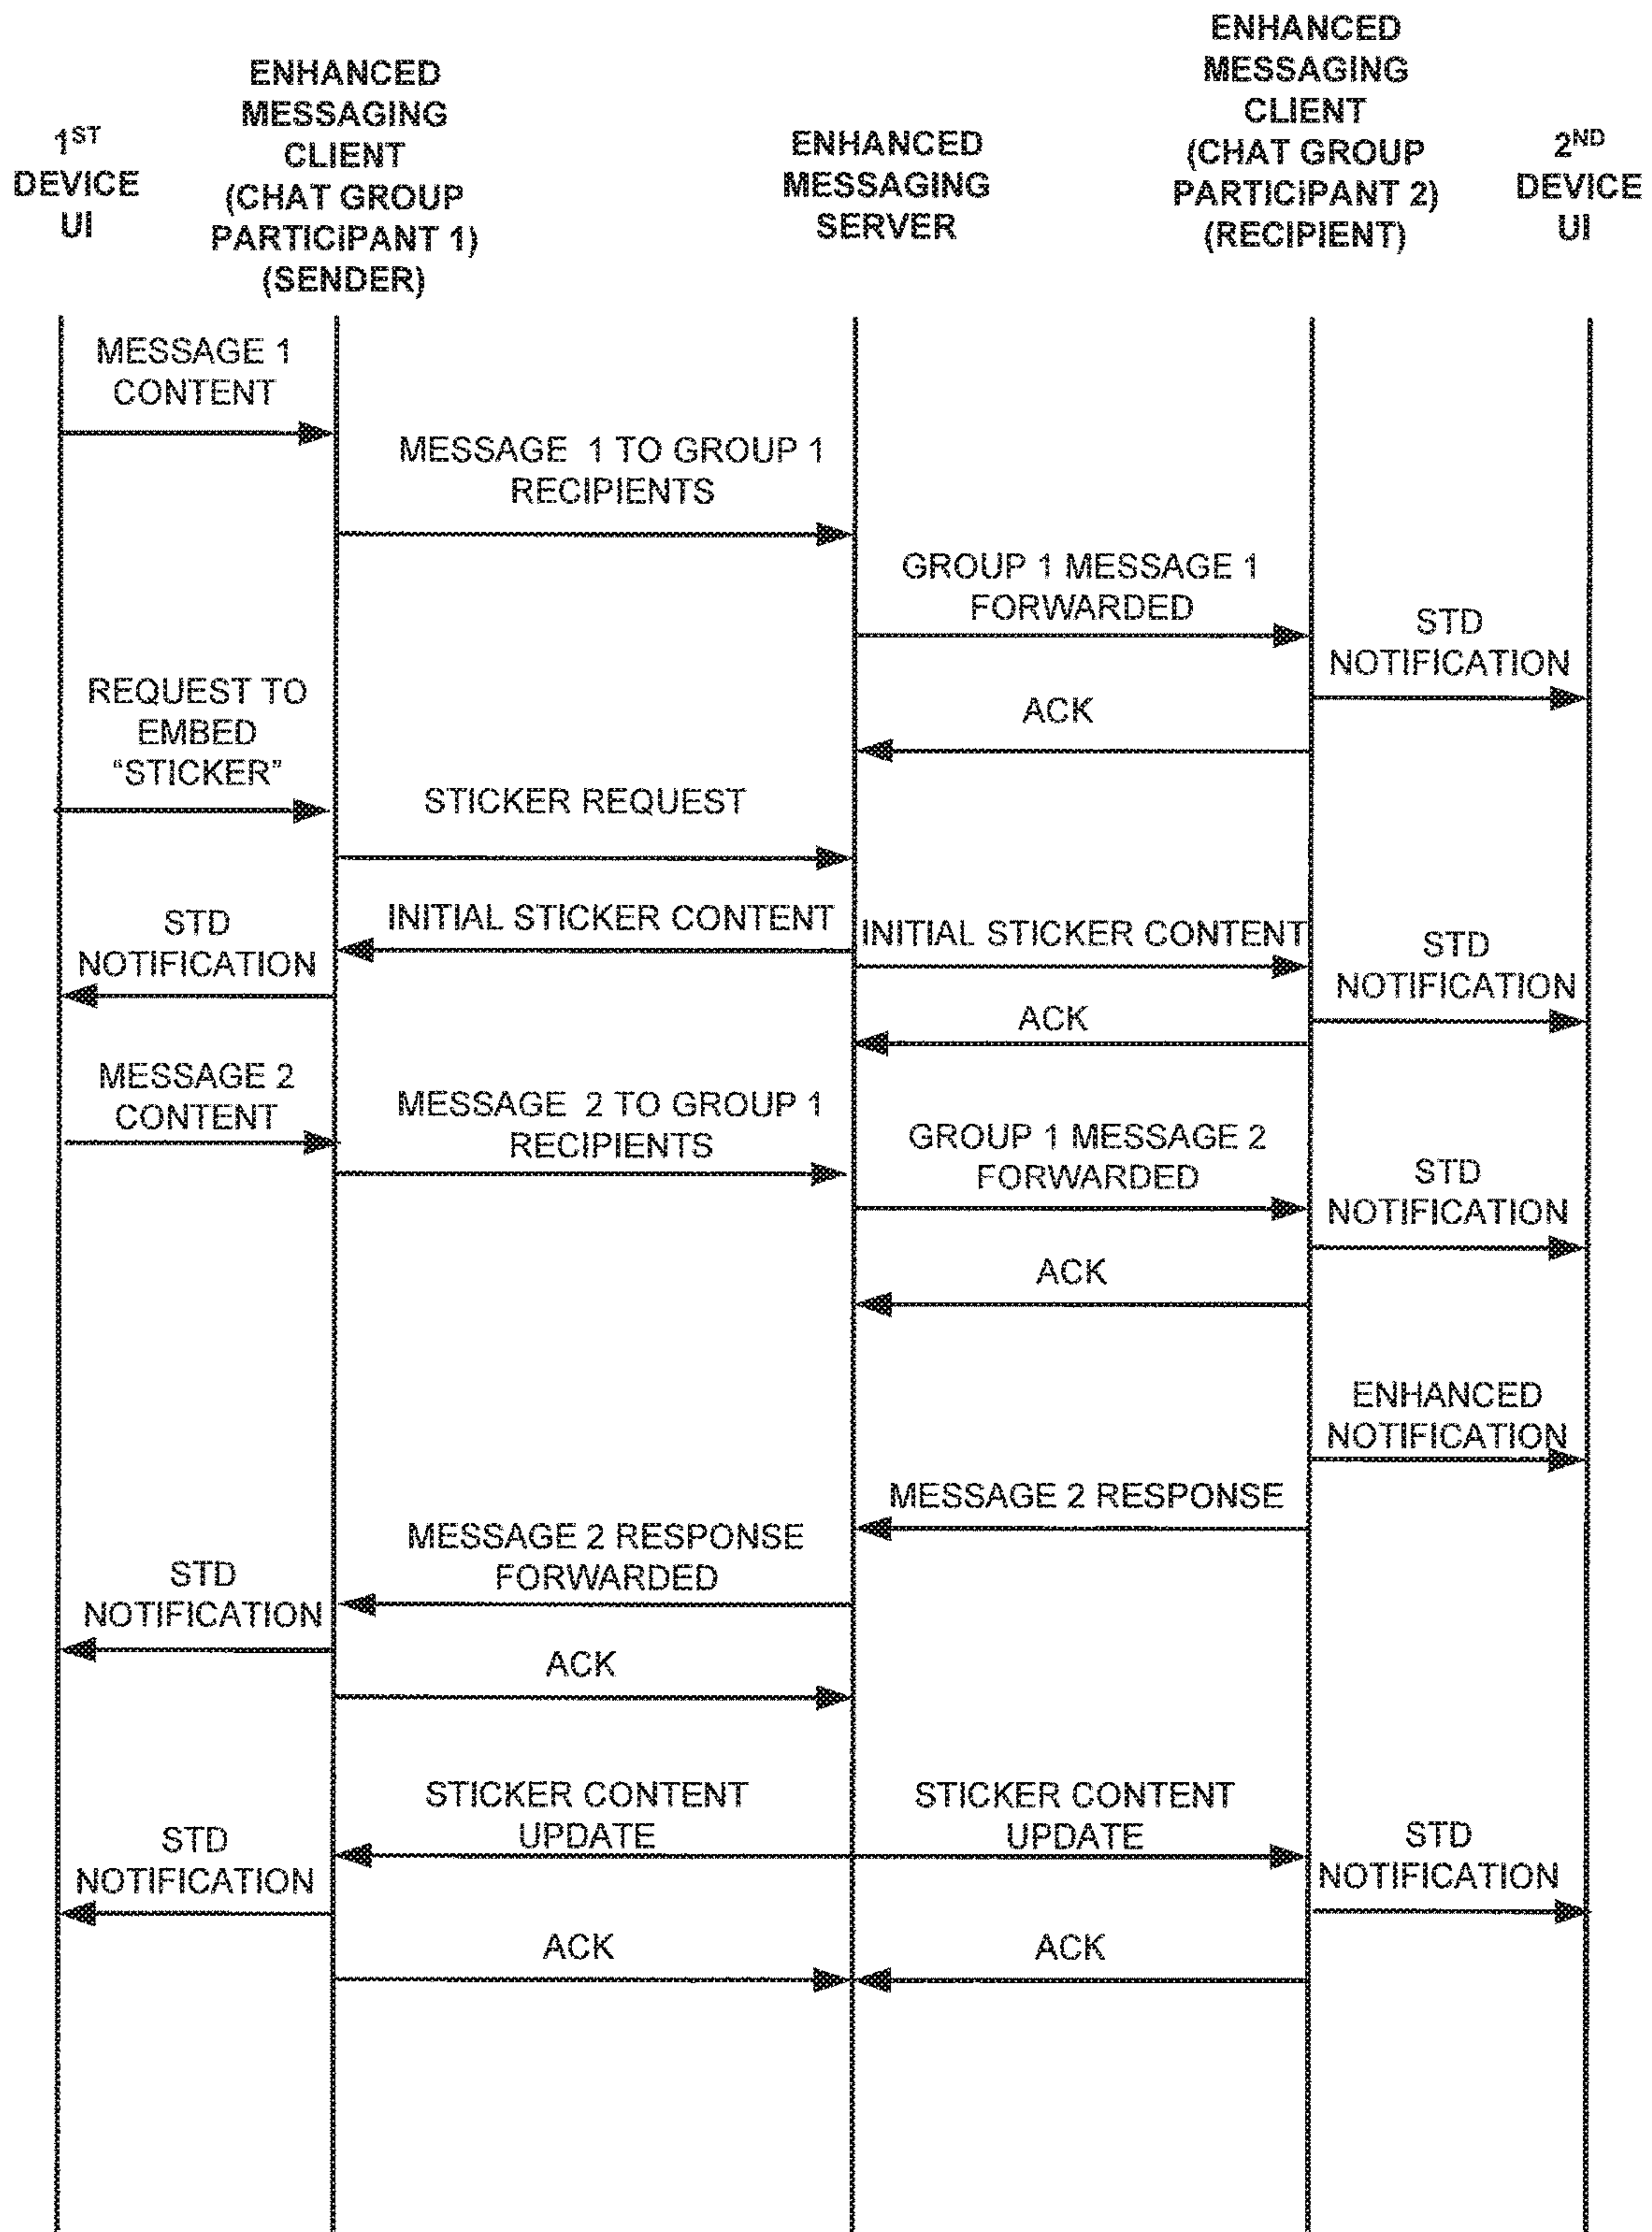 1ST
DEVICE
UI
ENHANCED
MESSAGING
CLIENT
(CHAT GROUP
PARTICIPANT 1)
(SENDER)
ENHANCED
MESSAGING
SERVER
ENHANCED
MESSAGING
CLIENT
(CHAT GROUP
PARTICIPANT 2)
(RECIPIENT)
2ND
DEVICE
UI
MESSAGE 1
CONTENT
MESSAGE 1 TO GROUP 1
RECIPIENTS
GROUP 1 MESSAGE 1
FORWARDED
STD
NOTIFICATION
ACK
REQUEST TO
EMBED
“STICKER”
STICKER REQUEST
INITIAL STICKER CONTENT
STD
NOTIFICATION
INITIAL STICKER CONTENT
STD
NOTIFICATION
ACK
MESSAGE 2
CONTENT
MESSAGE 2 TO GROUP 1
RECIPIENTS
GROUP 1 MESSAGE 2
FORWARDED
STD
NOTIFICATION
ACK
ENHANCED
NOTIFICATION
MESSAGE 2 RESPONSE
MESSAGE 2 RESPONSE
FORWARDED
STD
NOTIFICATION
ACK
STICKER CONTENT
UPDATE
STICKER CONTENT
UPDATE
STD
NOTIFICATION
STD
NOTIFICATION
ACK
ACK